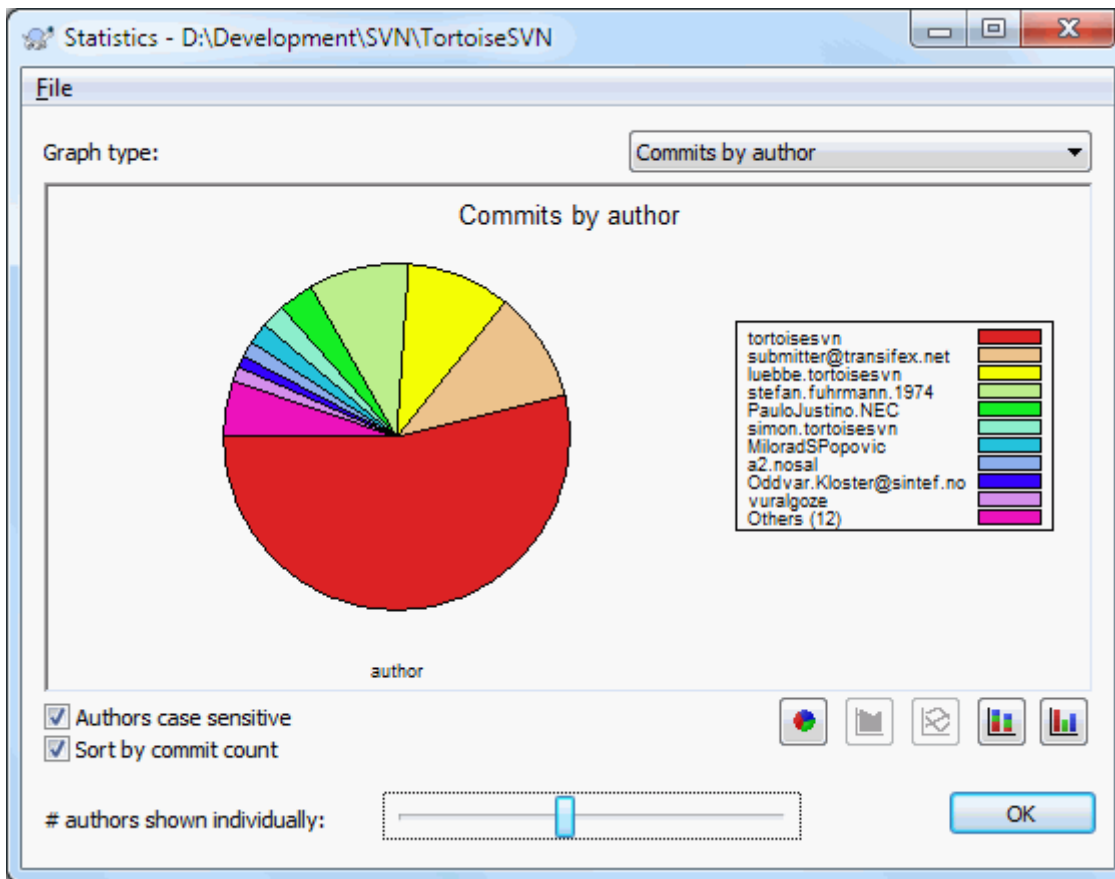 Statistics - D:\Development\SVN\TortoiseSVN
File
Graph type:
Commits by author
Commits by author
tortoisesvn
submitter@transifex.net
luebbe.tortoisesvn
stefan.fuhrmann.1974
PauloJustino.NEC
simon.tortoisesvn
MiloradSPopovic
a2.nosal
Oddvar.Kloster@sintef.no
vuralgoze
Others (12)
author
Authors case sensitive
Sort by commit count
# authors shown individually:
OK